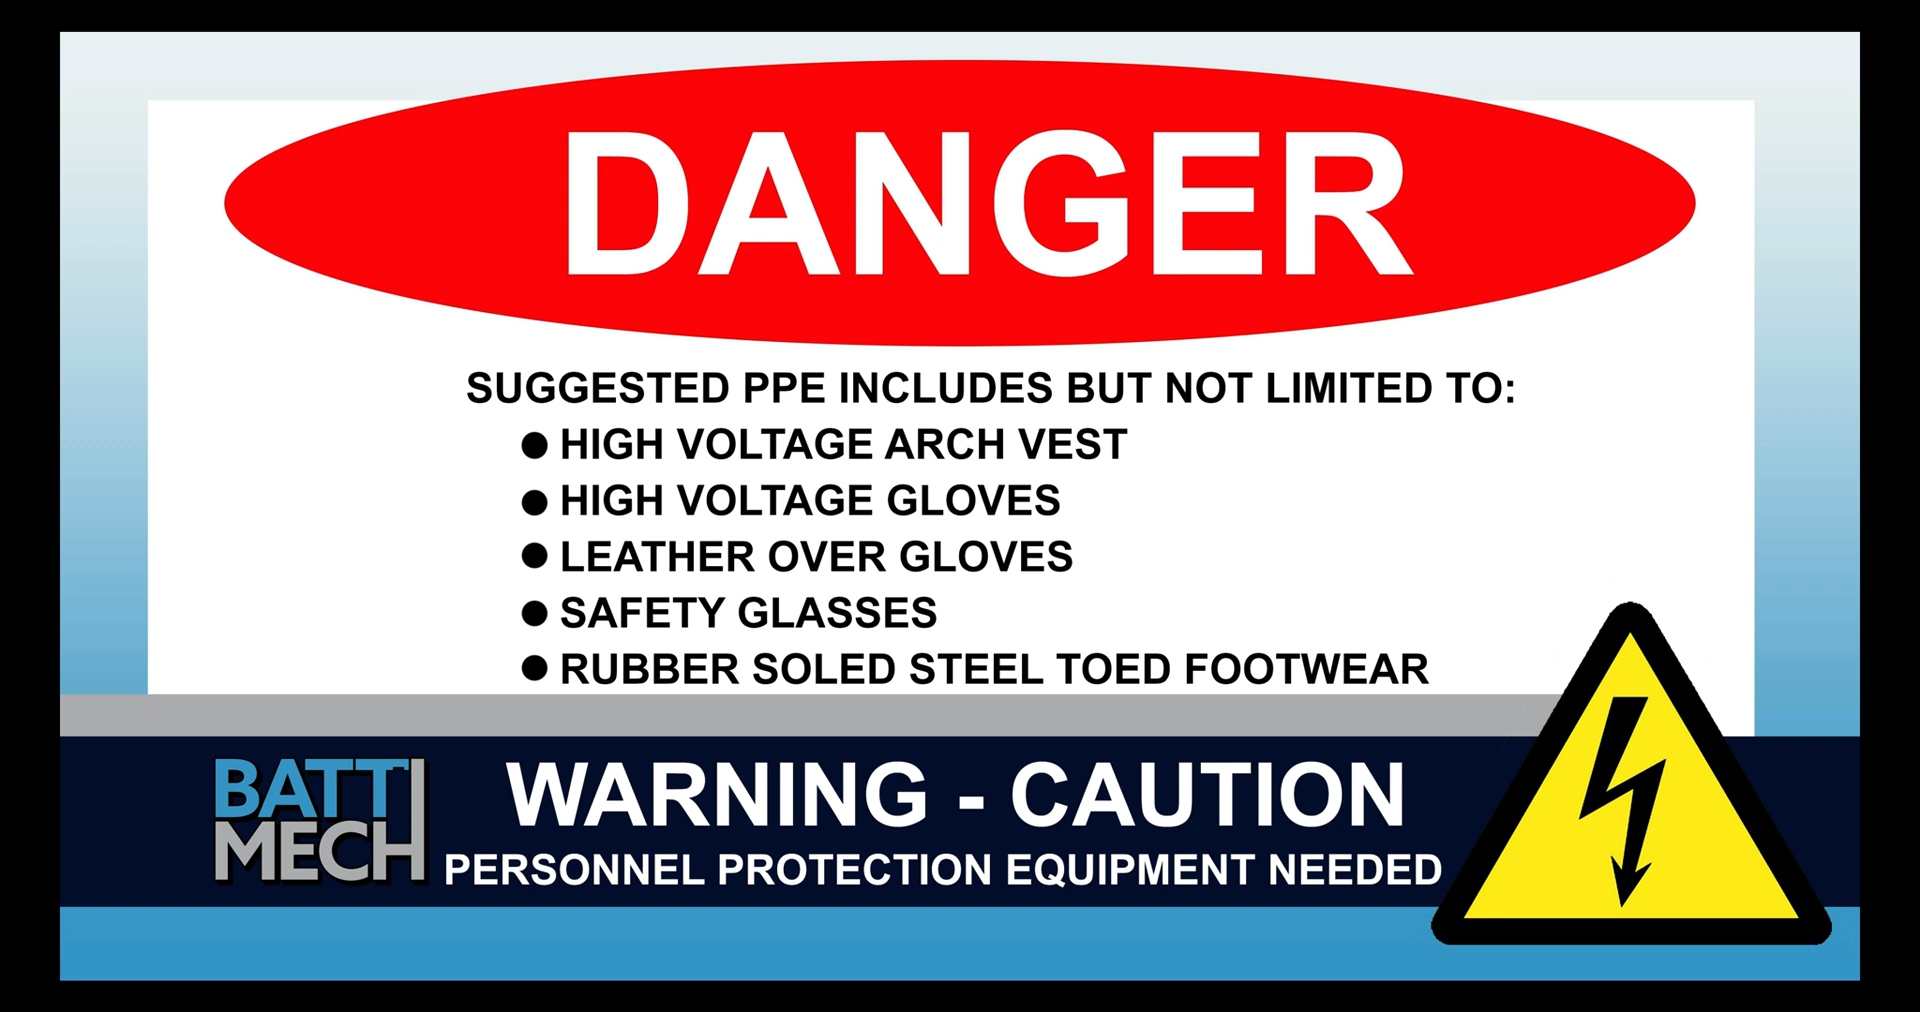 DANGER
SUGGESTED PPE INCLUDES BUT NOT LIMITED TO:
● HIGH VOLTAGE ARCH VEST
● HIGH VOLTAGE GLOVES
● LEATHER OVER GLOVES
● SAFETY GLASSES
● RUBBER SOLED STEEL TOED FOOTWEAR
BATTI
MECH
WARNING - CAUTION
PERSONNEL PROTECTION EQUIPMENT NEEDED